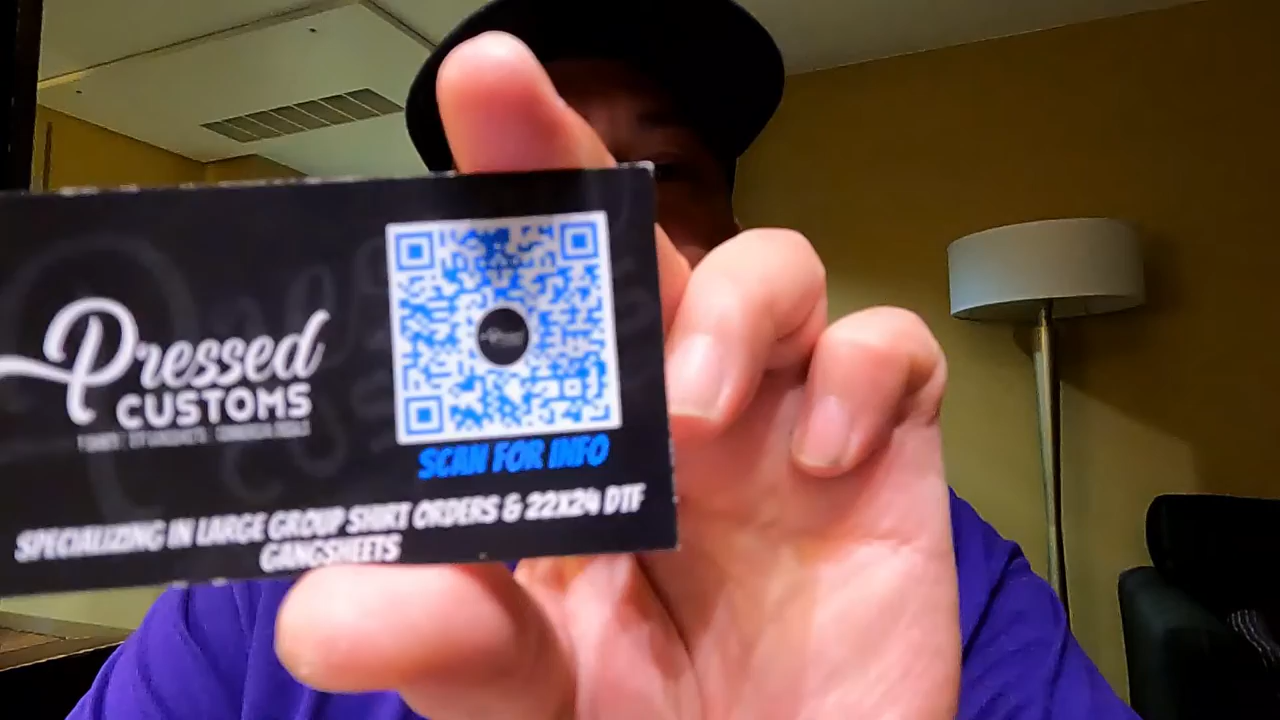 Pressed
CUSTOMS
SCAN FOR INFO
SPECIALIZING IN LARGE GROUP SHIRT ORDERS & 22X24 DTF
GANGSHEETS